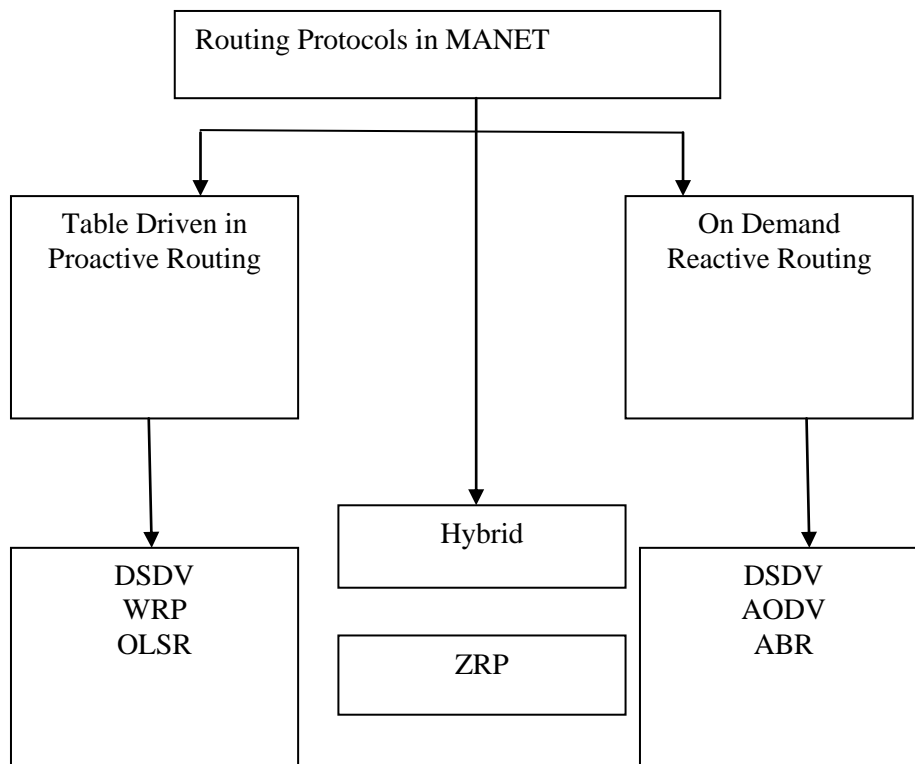 Routing Protocols in MANET
Table Driven in
Proactive Routing
On Demand
Reactive Routing
Hybrid
DSDV
WRP
OLSR
ZRP
DSDV
AODV
ABR